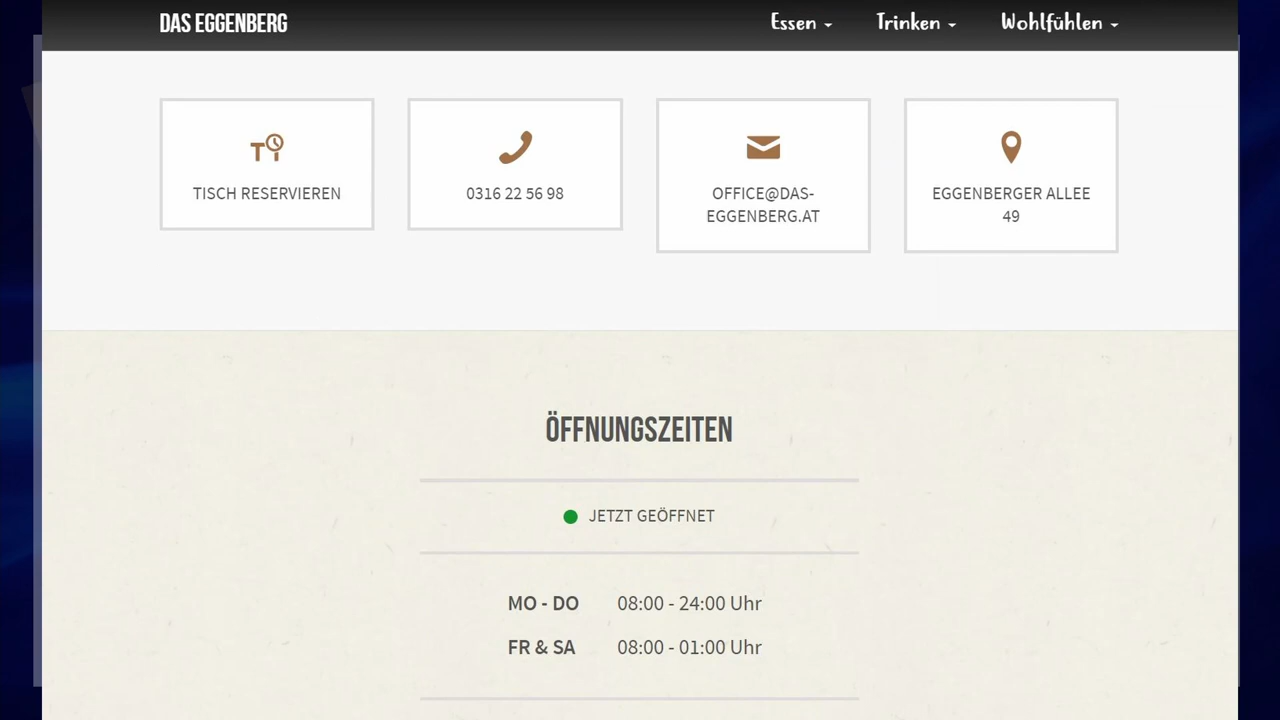 DAS EGGENBERG
Essen
Trinken
Wohlfühlen
TISCH RESERVIEREN
0316 22 56 98
OFFICE@DAS-
EGGENBERG.AT
EGGENBERGER ALLEE
49
ÖFFNUNGSZEITEN
JETZT GEÖFFNET
MO - DO 08:00 - 24:00 Uhr
FR & SA 08:00 - 01:00 Uhr